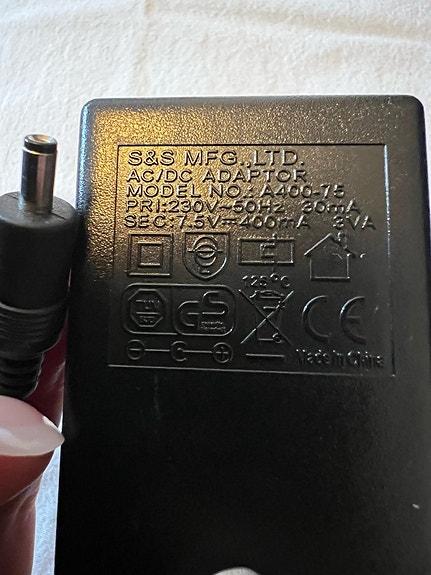 S&S MFG.,LTD.
AC/DC ADAPTOR
MODEL NO.: A400-75
PRI:230V~50Hz 30mA
SEC:7.5V⎓400mA 3VA
125°C
GS
CE
Made in China